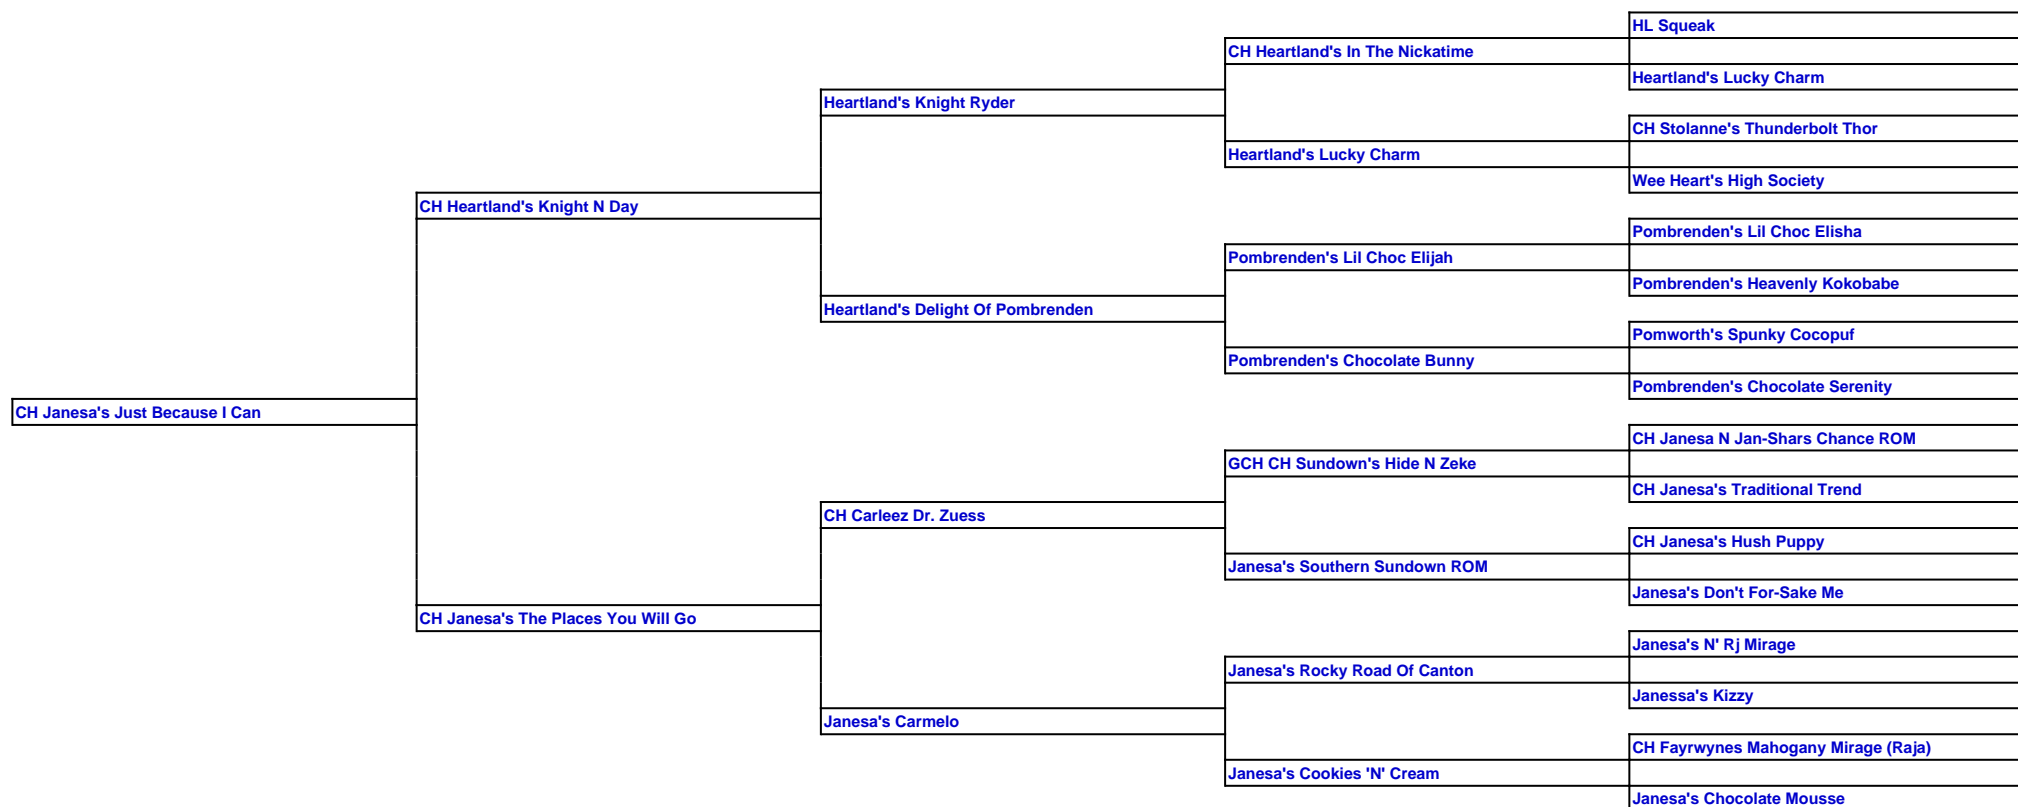 HL Squeak
CH Heartland's In The Nickatime
Heartland's Lucky Charm
Heartland's Knight Ryder
CH Stolanne's Thunderbolt Thor
Heartland's Lucky Charm
Wee Heart's High Society
CH Heartland's Knight N Day
Pombrenden's Lil Choc Elisha
Pombrenden's Lil Choc Elijah
Pombrenden's Heavenly Kokobabe
Heartland's Delight Of Pombrenden
Pomworth's Spunky Cocopuf
Pombrenden's Chocolate Bunny
Pombrenden's Chocolate Serenity
CH Janesa's Just Because I Can
CH Janesa N Jan-Shars Chance ROM
GCH CH Sundown's Hide N Zeke
CH Janesa's Traditional Trend
CH Carleez Dr. Zuess
CH Janesa's Hush Puppy
Janesa's Southern Sundown ROM
Janesa's Don't For-Sake Me
CH Janesa's The Places You Will Go
Janesa's N' Rj Mirage
Janesa's Rocky Road Of Canton
Janessa's Kizzy
Janesa's Carmelo
CH Fayrwynes Mahogany Mirage (Raja)
Janesa's Cookies 'N' Cream
Janesa's Chocolate Mousse